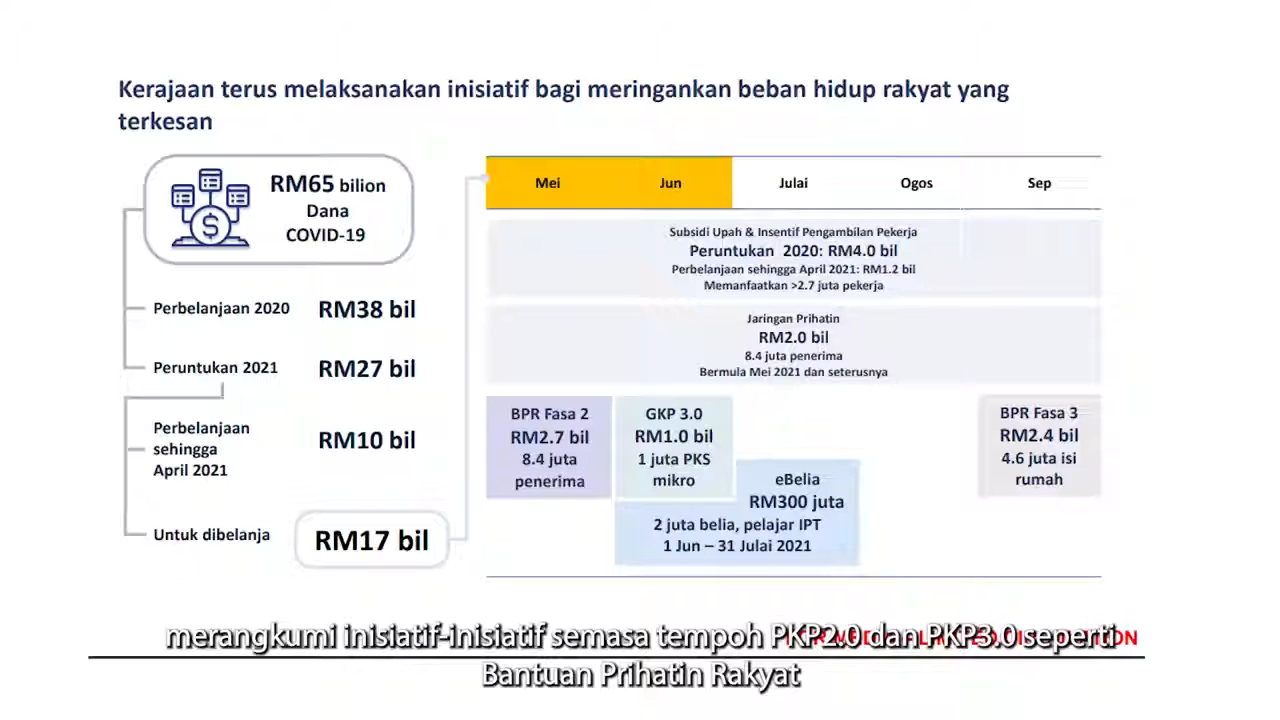 Kerajaan terus melaksanakan inisiatif bagi meringankan beban hidup rakyat yang
terkesan
RM65 bilion
Dana
COVID-19
Perbelanjaan 2020 RM38 bil
Peruntukan 2021 RM27 bil
Perbelanjaan
sehingga
April 2021
RM10 bil
Untuk dibelanja RM17 bil
Mei Jun Julai Ogos Sep
Subsidi Upah & Insentif Pengambilan Pekerja
Peruntukan 2020: RM4.0 bil
Perbelanjaan sehingga April 2021: RM1.2 bil
Memanfaatkan >2.7 juta pekerja
Jaringan Prihatin
RM2.0 bil
8.4 juta penerima
Bermula Mei 2021 dan seterusnya
BPR Fasa 2
RM2.7 bil
8.4 juta
penerima
GKP 3.0
RM1.0 bil
1 juta PKS
mikro
eBelia
RM300 juta
2 juta belia, pelajar IPT
1 Jun – 31 Julai 2021
BPR Fasa 3
RM2.4 bil
4.6 juta isi
rumah
merangkumi inisiatif-inisiatif semasa tempoh PKP2.0 dan PKP3.0 seperti
Bantuan Prihatin Rakyat